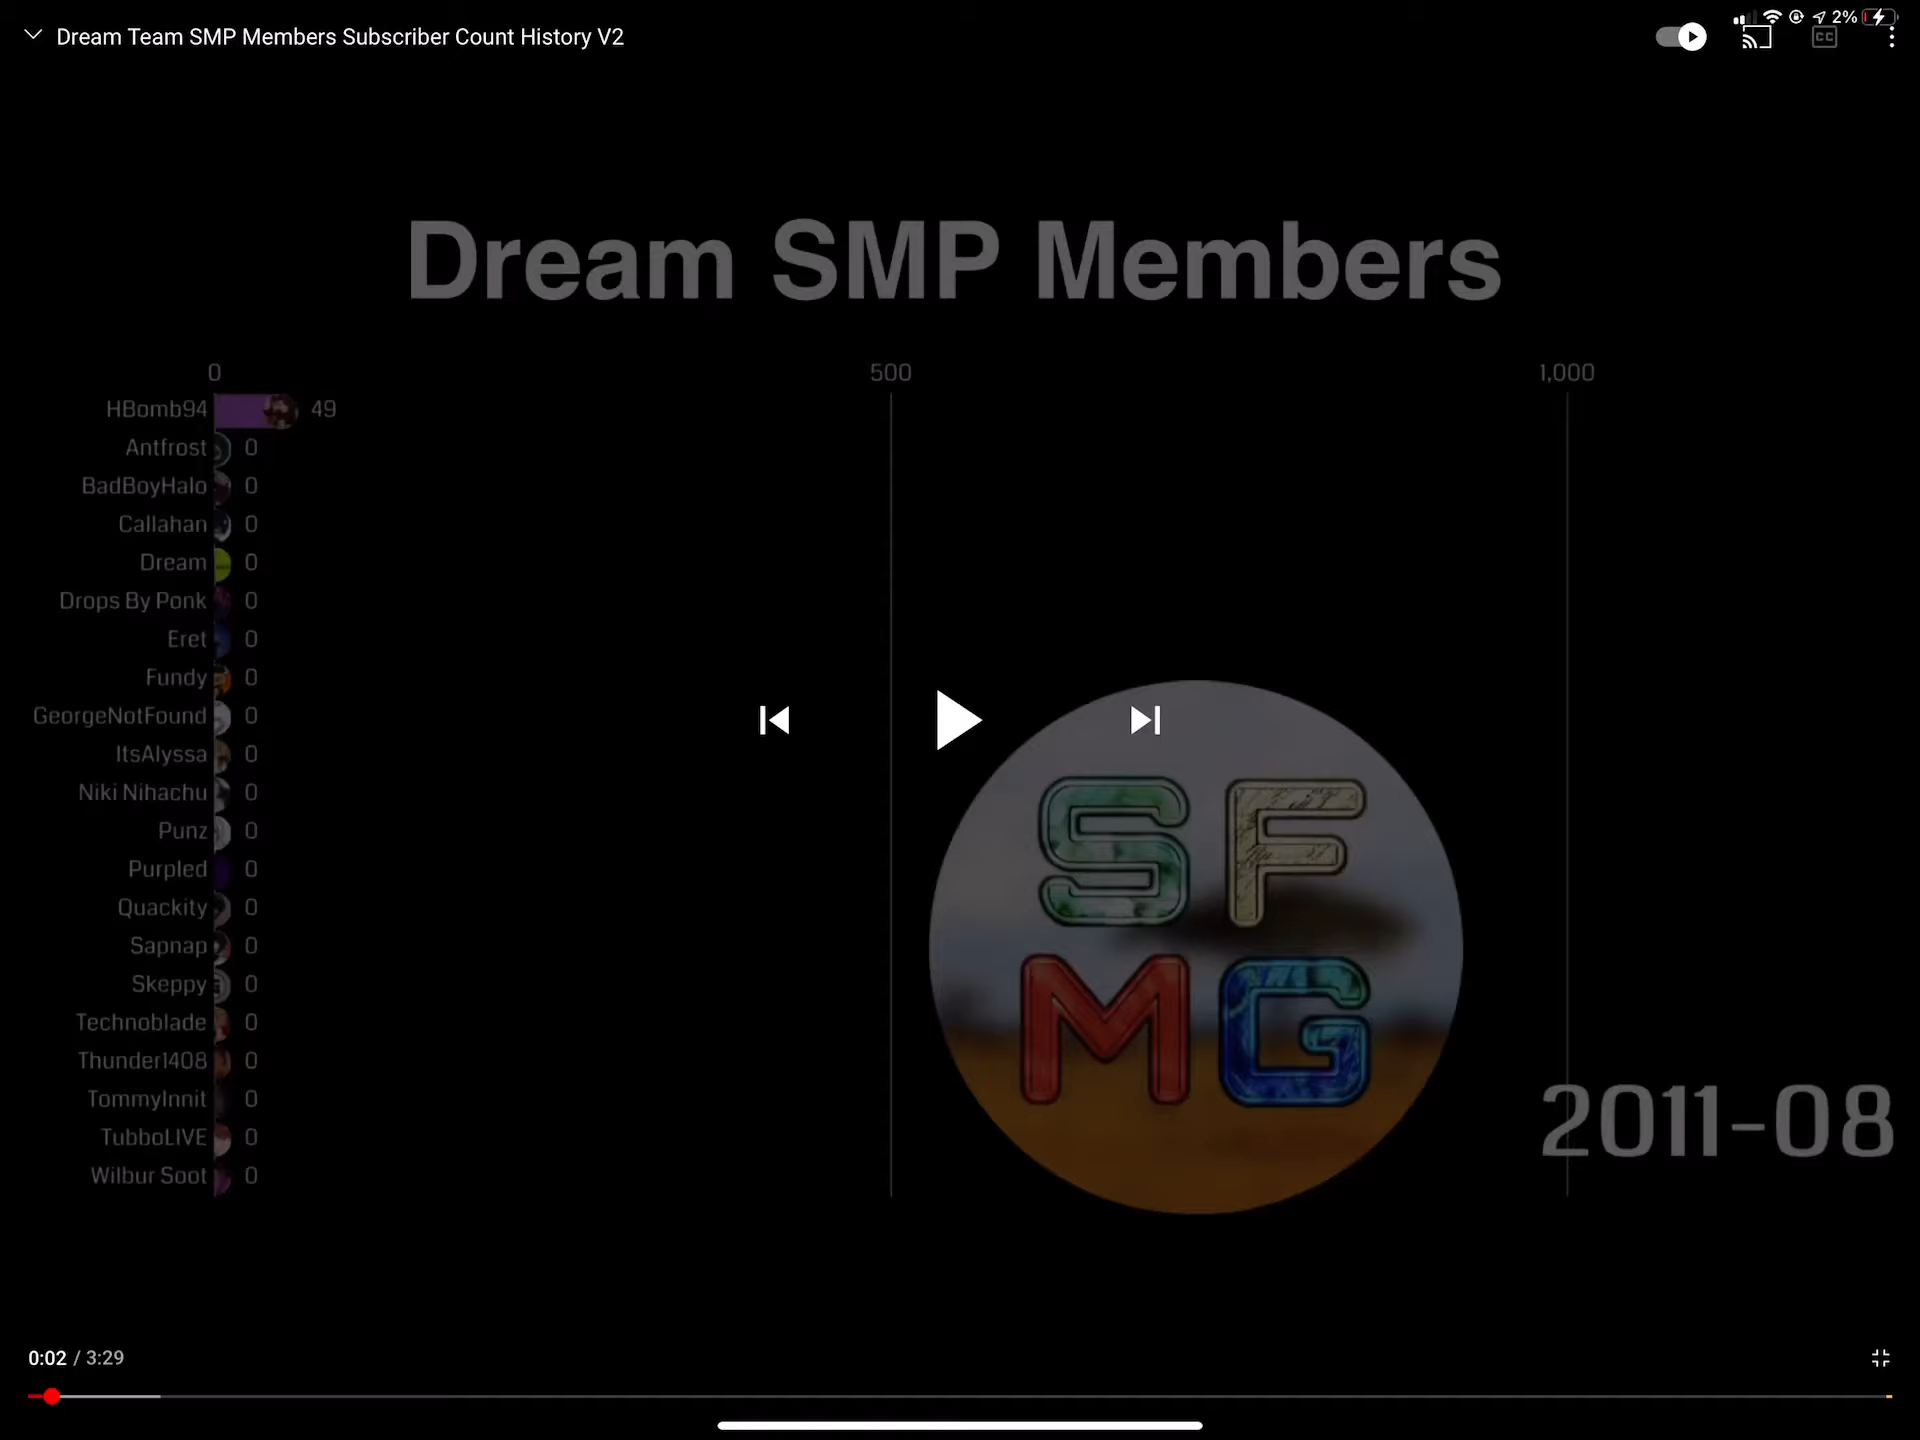 Dream Team SMP Members Subscriber Count History V2
2%
CC
Dream SMP Members
0 500 1,000
HBomb94 49
Antfrost 0
BadBoyHalo 0
Callahan 0
Dream 0
Drops By Ponk 0
Eret 0
Fundy 0
GeorgeNotFound 0
ItsAlyssa 0
Niki Nihachu 0
Punz 0
Purpled 0
Quackity 0
Sapnap 0
Skeppy 0
Technoblade 0
Thunder1408 0
TommyInnit 0
TubboLIVE 0
Wilbur Soot 0
SF
MG
2011-08
0:02 / 3:29